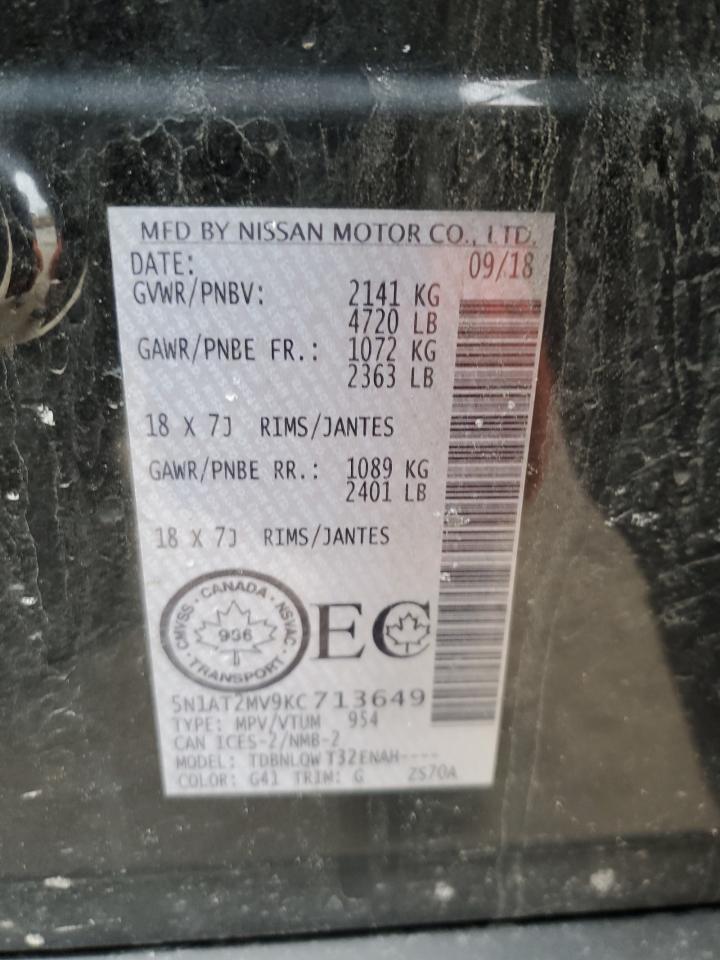 MFD BY NISSAN MOTOR CO., LTD.
DATE: 09/18
GVWR/PNBV: 2141 KG
4720 LB
GAWR/PNBE FR.: 1072 KG
2363 LB
18 X 7J RIMS/JANTES
GAWR/PNBE RR.: 1089 KG
2401 LB
18 X 7J RIMS/JANTES
CANADA · NSVAC · TRANSPORT · CMVSS ·
936
EC
5N1AT2MV9KC713649
TYPE: MPV/VTUM 954
CAN ICES-2/NMB-2
MODEL: TDBNLQW T32ENAH----
COLOR: G41 TRIM: G ZS70A